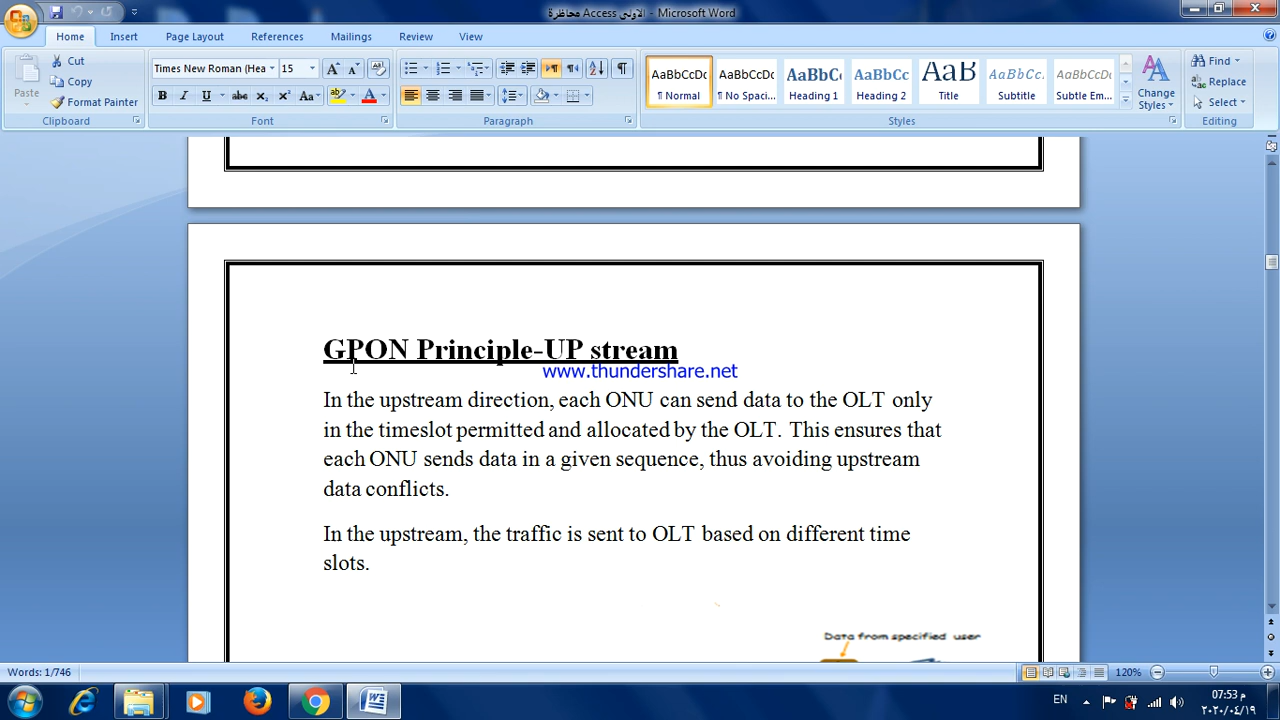 محاظرة Access الاولى - Microsoft Word
Home Insert Page Layout References Mailings Review View
Paste
Cut
Copy
Format Painter
Clipboard
Times New Roman (Hea 15
B I U abc X₂ X² Aa
Font
Paragraph
AaBbCcDc AaBbCcDc AaBbC AaBbCc AaB AaBbCc. AaBbCcDc
¶ Normal ¶ No Spaci... Heading 1 Heading 2 Title Subtitle Subtle Em...
Styles
Change Styles
Find
Replace
Select
Editing
GPON Principle-UP stream
www.thundershare.net
In the upstream direction, each ONU can send data to the OLT only
in the timeslot permitted and allocated by the OLT. This ensures that
each ONU sends data in a given sequence, thus avoiding upstream
data conflicts.
In the upstream, the traffic is sent to OLT based on different time
slots.
Data from specified user
Words: 1/746
120%
EN
07:53 م
٢٠٢٠/٠٤/١٩